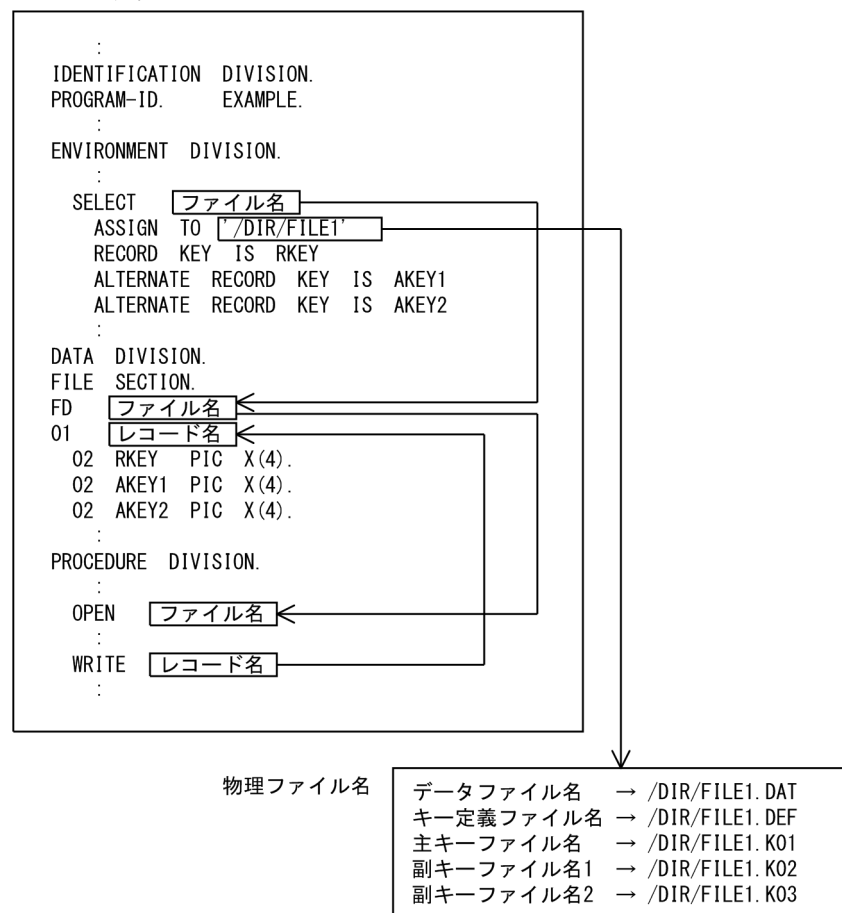 :
IDENTIFICATION DIVISION.
PROGRAM-ID. EXAMPLE.
:
ENVIRONMENT DIVISION.
:
SELECT ファイル名
ASSIGN TO '/DIR/FILE1'
RECORD KEY IS RKEY
ALTERNATE RECORD KEY IS AKEY1
ALTERNATE RECORD KEY IS AKEY2
:
DATA DIVISION.
FILE SECTION.
FD ファイル名
01 レコード名
02 RKEY PIC X(4).
02 AKEY1 PIC X(4).
02 AKEY2 PIC X(4).
:
PROCEDURE DIVISION.
:
OPEN ファイル名
:
WRITE レコード名
:
物理ファイル名
データファイル名 → /DIR/FILE1.DAT
キー定義ファイル名 → /DIR/FILE1.DEF
主キーファイル名 → /DIR/FILE1.K01
副キーファイル名1 → /DIR/FILE1.K02
副キーファイル名2 → /DIR/FILE1.K03